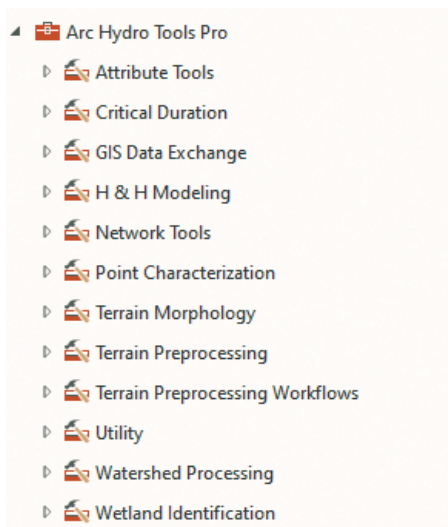 Arc Hydro Tools Pro
Attribute Tools
Critical Duration
GIS Data Exchange
H & H Modeling
Network Tools
Point Characterization
Terrain Morphology
Terrain Preprocessing
Terrain Preprocessing Workflows
Utility
Watershed Processing
Wetland Identification